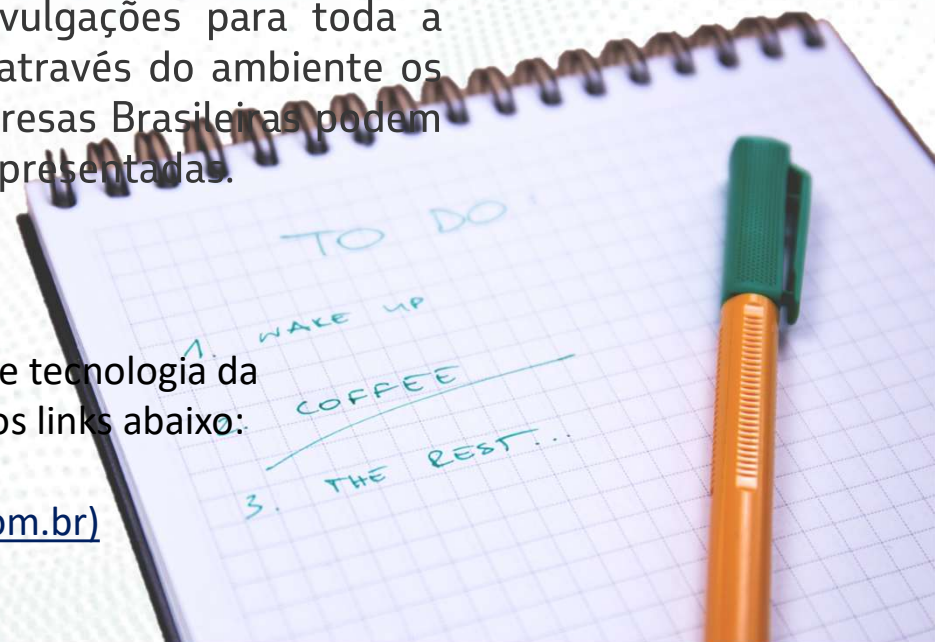 vulgações para toda a
através do ambiente os
resas Brasileiras podem
presentadas.
TO DO:
1. WAKE UP
2. COFFEE
3. THE REST...
e tecnologia da
os links abaixo:
om.br)